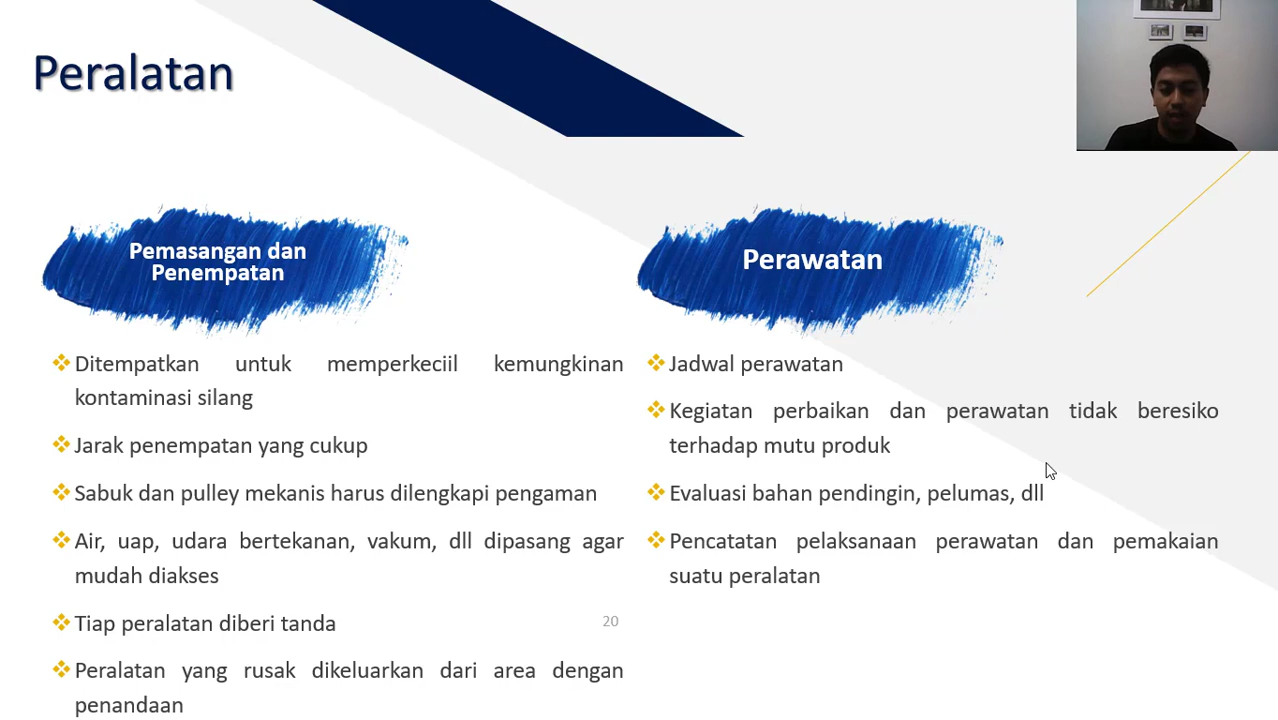 Peralatan
Pemasangan dan
Penempatan
Ditempatkan untuk memperkeciil kemungkinan
kontaminasi silang
Jarak penempatan yang cukup
Sabuk dan pulley mekanis harus dilengkapi pengaman
Air, uap, udara bertekanan, vakum, dll dipasang agar
mudah diakses
Tiap peralatan diberi tanda
Peralatan yang rusak dikeluarkan dari area dengan
penandaan
Perawatan
Jadwal perawatan
Kegiatan perbaikan dan perawatan tidak beresiko
terhadap mutu produk
Evaluasi bahan pendingin, pelumas, dll
Pencatatan pelaksanaan perawatan dan pemakaian
suatu peralatan
20